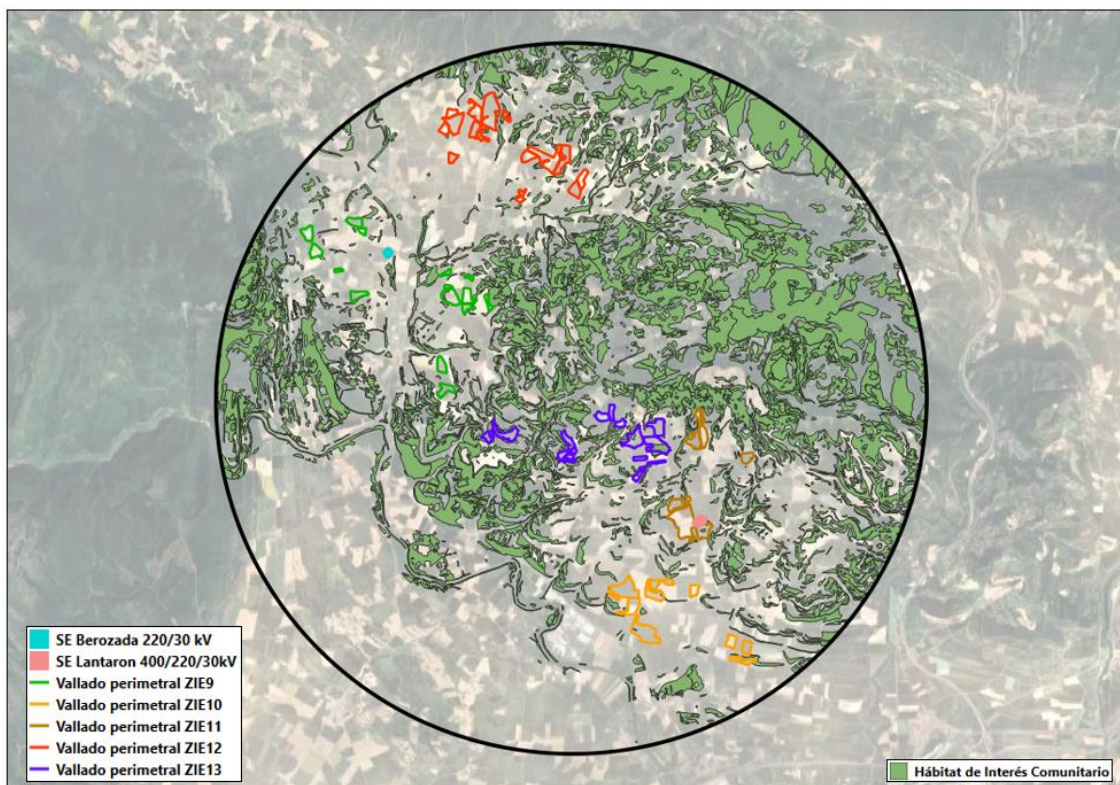 SE Berozada 220/30 kV
SE Lantaron 400/220/30kV
Vallado perimetral ZIE9
Vallado perimetral ZIE10
Vallado perimetral ZIE11
Vallado perimetral ZIE12
Vallado perimetral ZIE13
Hábitat de Interés Comunitario